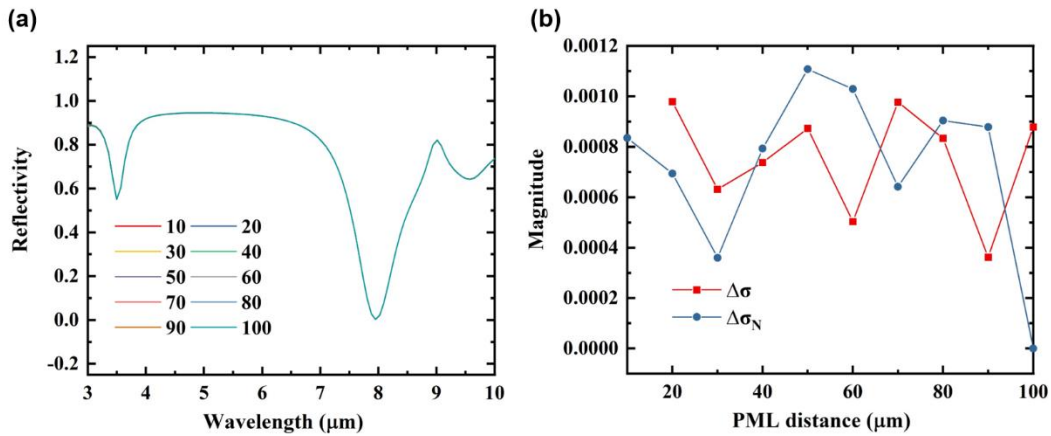 (a)
1.2
1.0
0.8
0.6
0.4
0.2
0.0
-0.2
Reflectivity
10 20
30 40
50 60
70 80
90 100
3 4 5 6 7 8 9 10
Wavelength (μm)
(b)
0.0012
0.0010
0.0008
0.0006
0.0004
0.0002
0.0000
Magnitude
Δσ
Δσ_N
20 40 60 80 100
PML distance (μm)